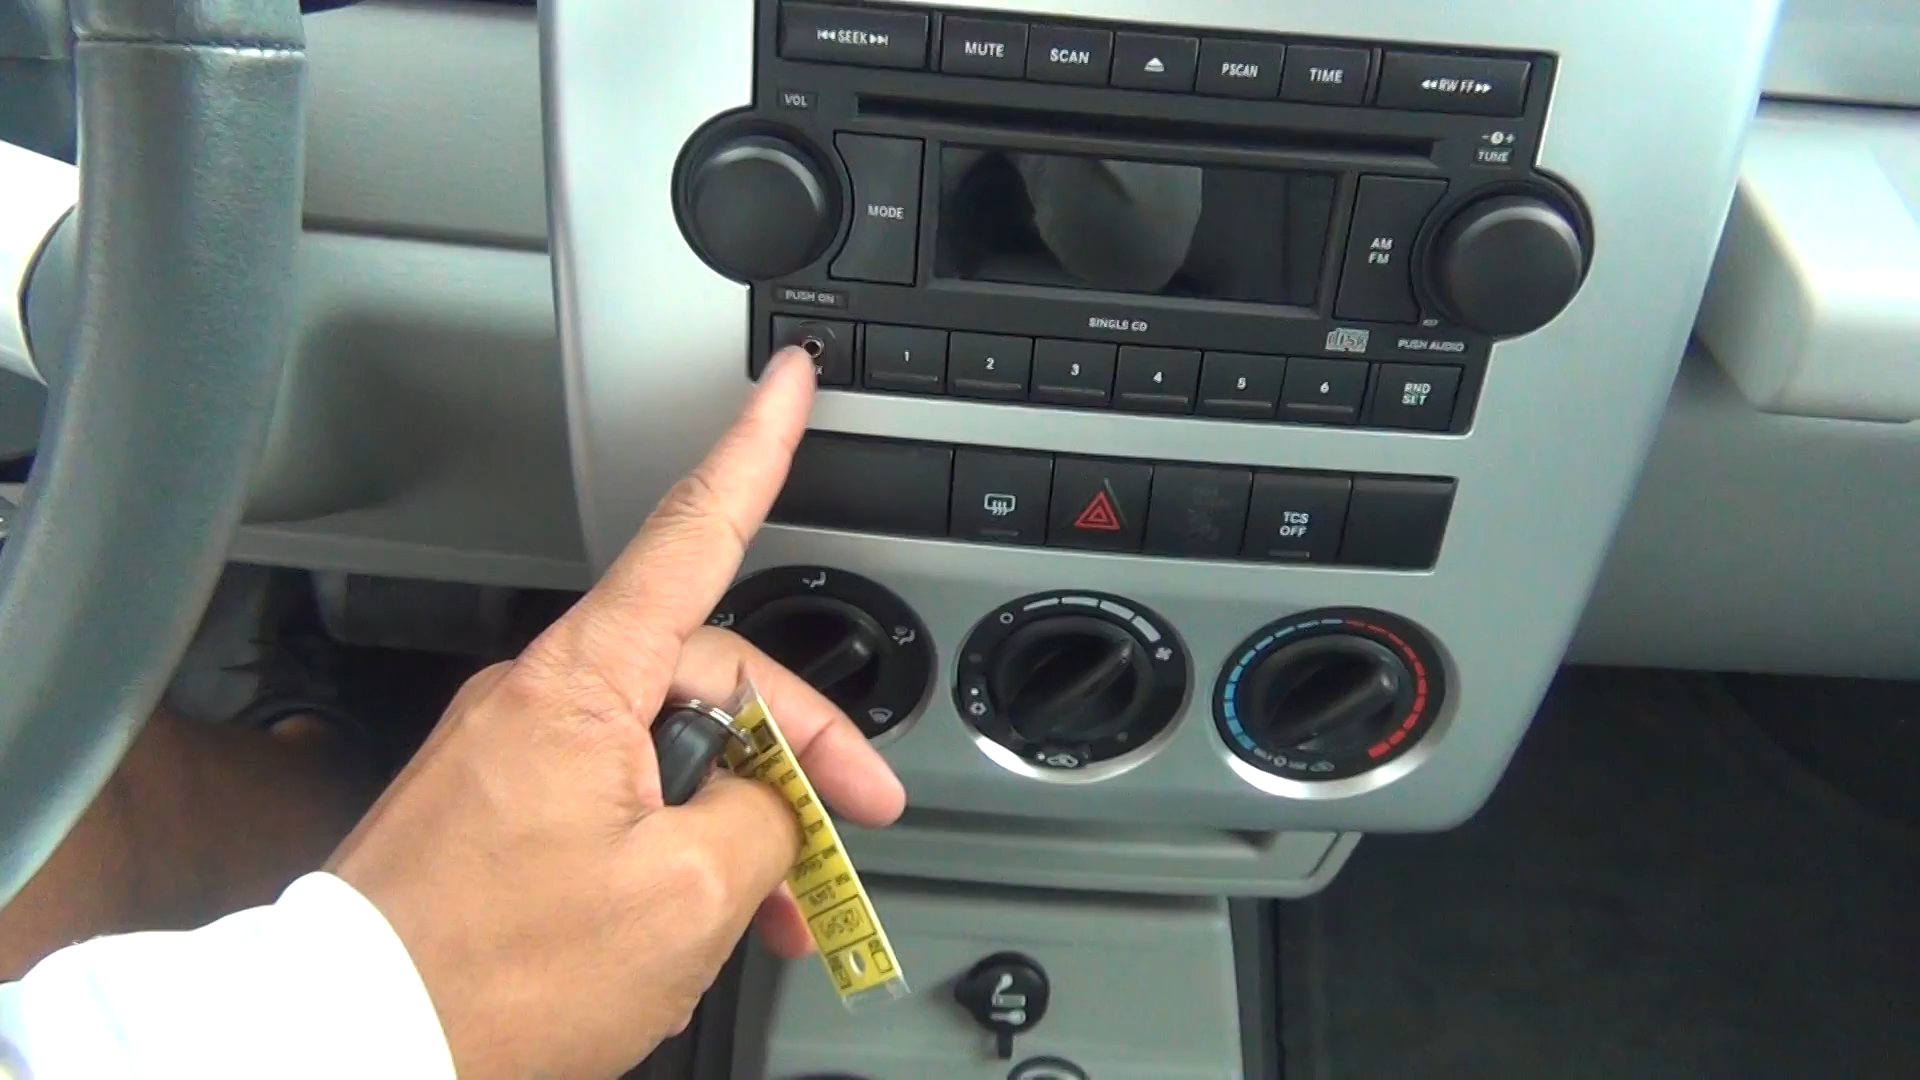 SEEK
MUTE
SCAN
PSCAN
TIME
RW FF
VOL
TUNE
MODE
AM
FM
PUSH ON
SINGLE CD
PUSH AUDIO
1
2
3
4
5
6
RND
SET
TCS
OFF